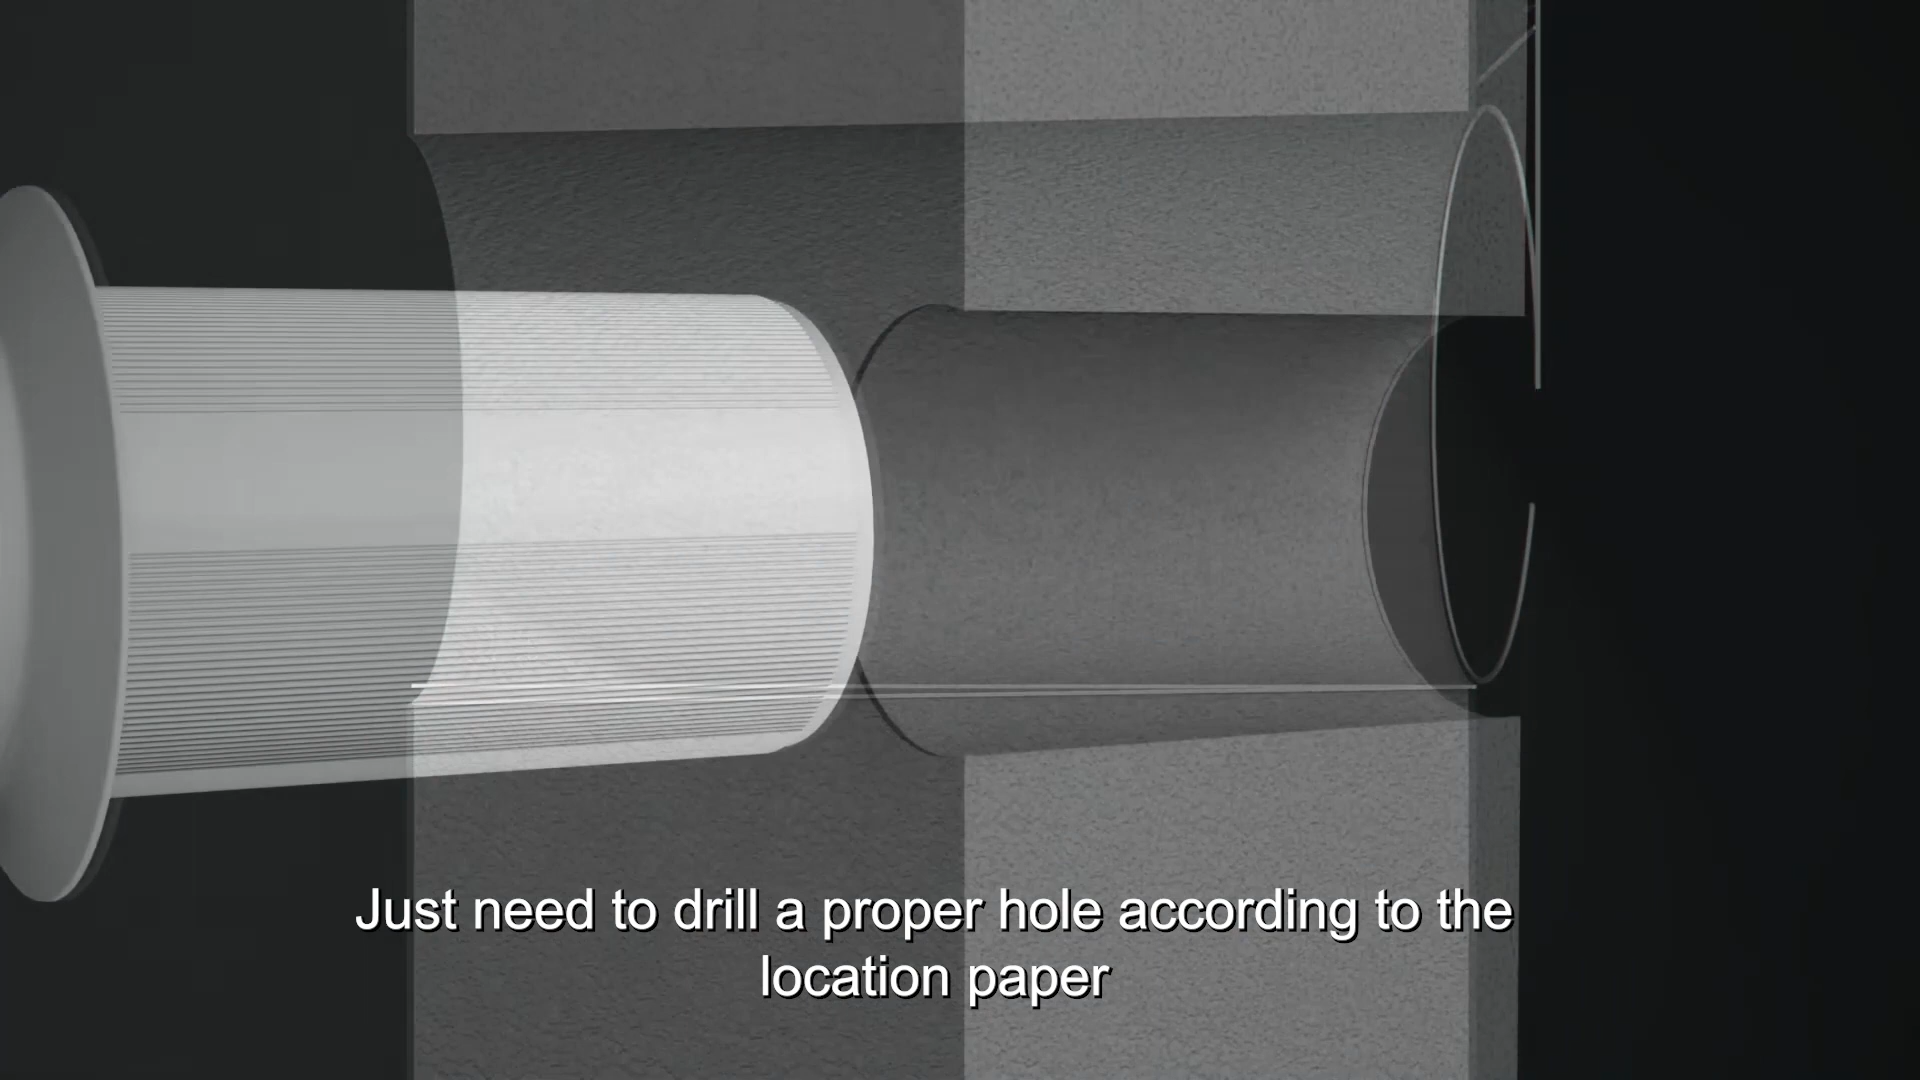 Just need to drill a proper hole according to the
location paper